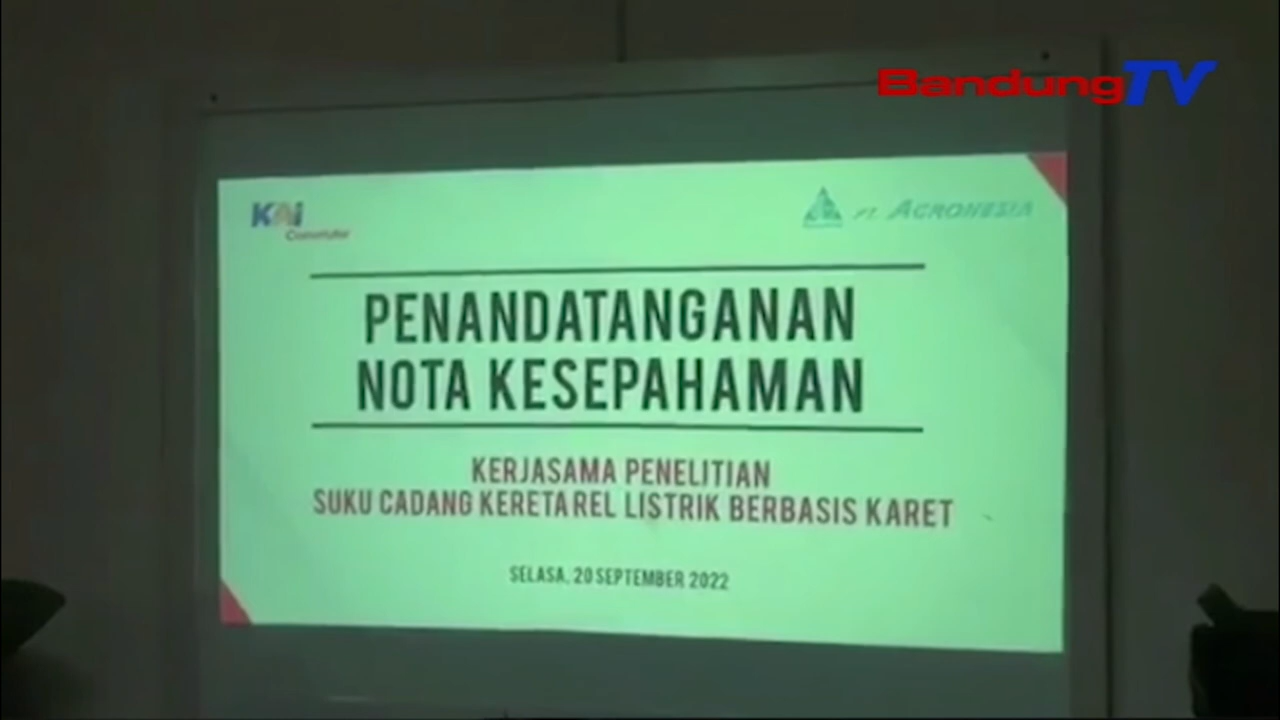 BandungTV
KAI
Commuter
PT. AGRONESIA
PENANDATANGANAN
NOTA KESEPAHAMAN
KERJASAMA PENELITIAN
SUKU CADANG KERETA REL LISTRIK BERBASIS KARET
SELASA, 20 SEPTEMBER 2022